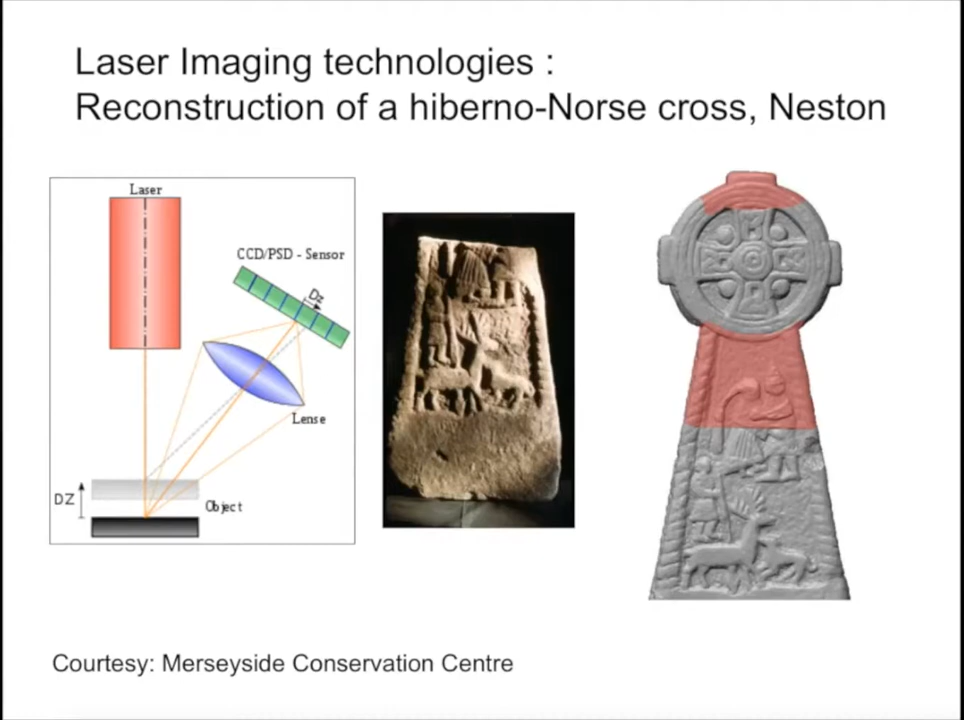 Laser Imaging technologies :
Reconstruction of a hiberno-Norse cross, Neston
Laser
CCD/PSD - Sensor
Dz
Lense
DZ
Object
Courtesy: Merseyside Conservation Centre